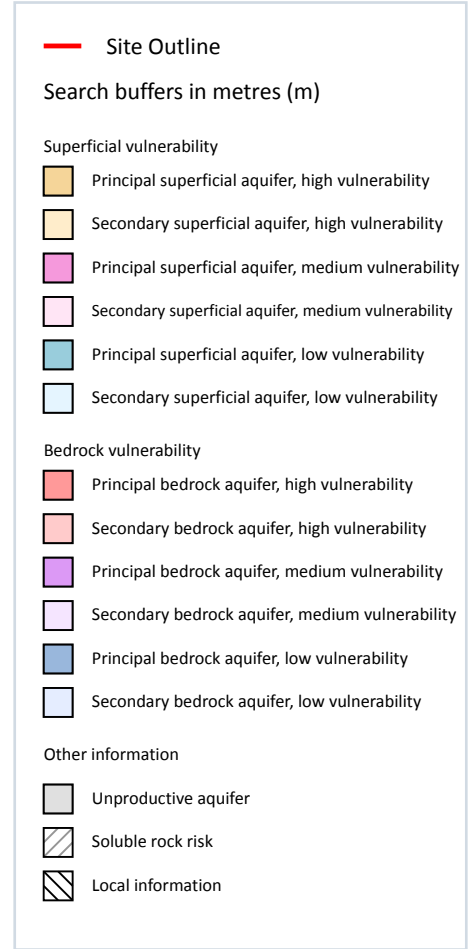 Site Outline
Search buffers in metres (m)
Superficial vulnerability
Principal superficial aquifer, high vulnerability
Secondary superficial aquifer, high vulnerability
Principal superficial aquifer, medium vulnerability
Secondary superficial aquifer, medium vulnerability
Principal superficial aquifer, low vulnerability
Secondary superficial aquifer, low vulnerability
Bedrock vulnerability
Principal bedrock aquifer, high vulnerability
Secondary bedrock aquifer, high vulnerability
Principal bedrock aquifer, medium vulnerability
Secondary bedrock aquifer, medium vulnerability
Principal bedrock aquifer, low vulnerability
Secondary bedrock aquifer, low vulnerability
Other information
Unproductive aquifer
Soluble rock risk
Local information